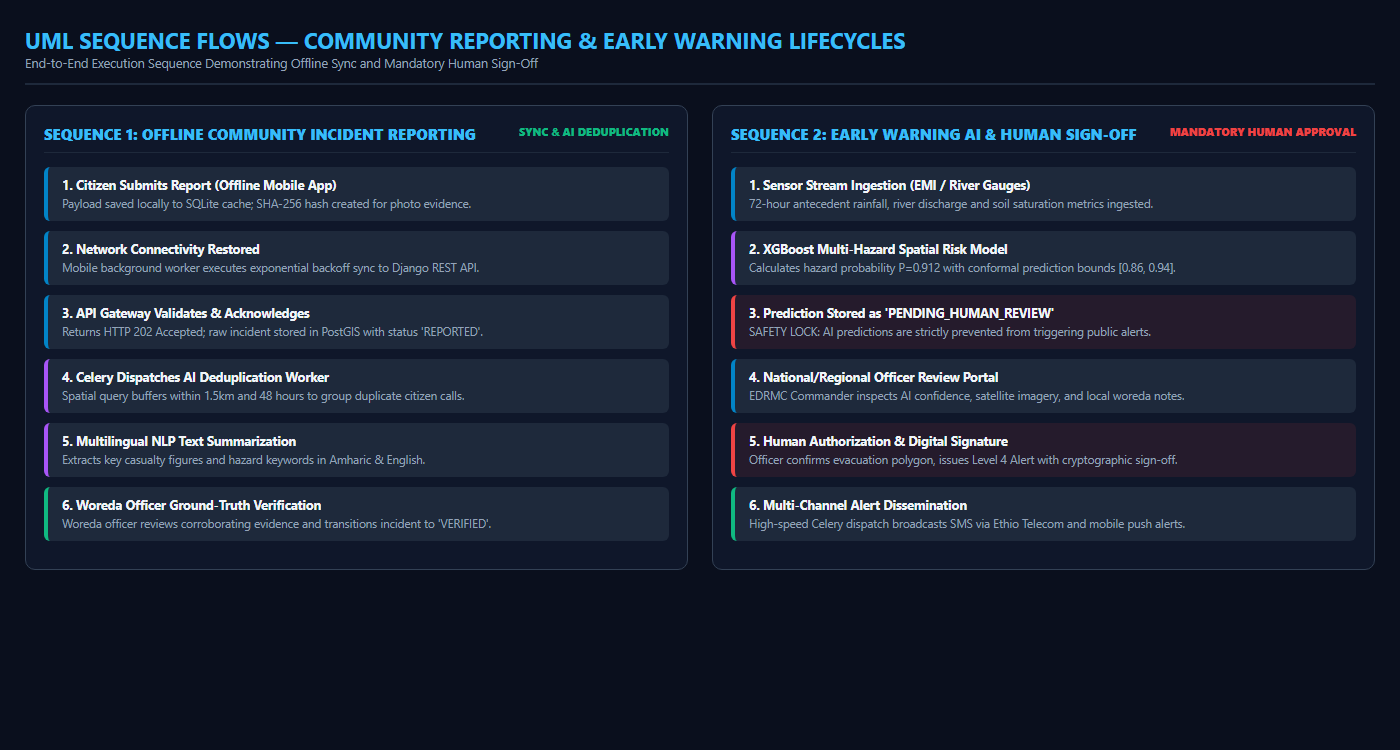 UML SEQUENCE FLOWS — COMMUNITY REPORTING & EARLY WARNING LIFECYCLES
End-to-End Execution Sequence Demonstrating Offline Sync and Mandatory Human Sign-Off
SEQUENCE 1: OFFLINE COMMUNITY INCIDENT REPORTING
SYNC & AI DEDUPLICATION
1. Citizen Submits Report (Offline Mobile App)
Payload saved locally to SQLite cache; SHA-256 hash created for photo evidence.
2. Network Connectivity Restored
Mobile background worker executes exponential backoff sync to Django REST API.
3. API Gateway Validates & Acknowledges
Returns HTTP 202 Accepted; raw incident stored in PostGIS with status 'REPORTED'.
4. Celery Dispatches AI Deduplication Worker
Spatial query buffers within 1.5km and 48 hours to group duplicate citizen calls.
5. Multilingual NLP Text Summarization
Extracts key casualty figures and hazard keywords in Amharic & English.
6. Woreda Officer Ground-Truth Verification
Woreda officer reviews corroborating evidence and transitions incident to 'VERIFIED'.
SEQUENCE 2: EARLY WARNING AI & HUMAN SIGN-OFF
MANDATORY HUMAN APPROVAL
1. Sensor Stream Ingestion (EMI / River Gauges)
72-hour antecedent rainfall, river discharge and soil saturation metrics ingested.
2. XGBoost Multi-Hazard Spatial Risk Model
Calculates hazard probability P=0.912 with conformal prediction bounds [0.86, 0.94].
3. Prediction Stored as 'PENDING_HUMAN_REVIEW'
SAFETY LOCK: AI predictions are strictly prevented from triggering public alerts.
4. National/Regional Officer Review Portal
EDRMC Commander inspects AI confidence, satellite imagery, and local woreda notes.
5. Human Authorization & Digital Signature
Officer confirms evacuation polygon, issues Level 4 Alert with cryptographic sign-off.
6. Multi-Channel Alert Dissemination
High-speed Celery dispatch broadcasts SMS via Ethio Telecom and mobile push alerts.